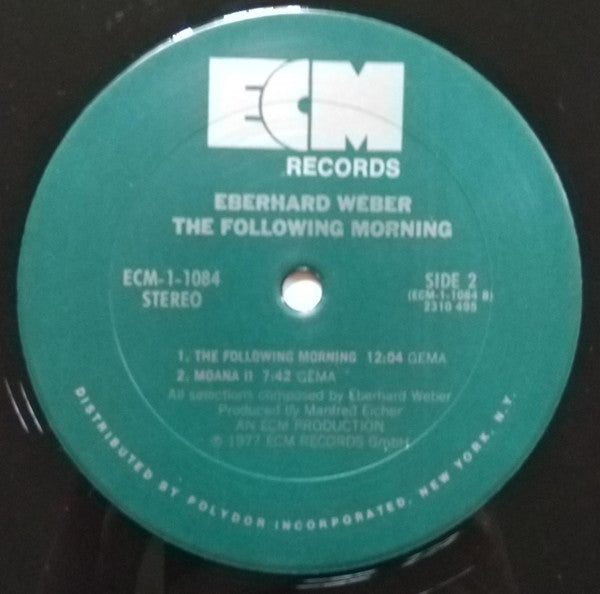 ECM
RECORDS
EBERHARD WEBER
THE FOLLOWING MORNING
ECM-1-1084
STEREO
SIDE 2
(ECM-1-1084 B)
2310 495
1. THE FOLLOWING MORNING 12:04 GEMA
2. MOANA II 7:42 GEMA
All selections composed by Eberhard Weber
Produced by Manfred Eicher
AN ECM PRODUCTION
℗ 1977 ECM RECORDS GmbH
DISTRIBUTED BY POLYDOR INCORPORATED, NEW YORK, N.Y.